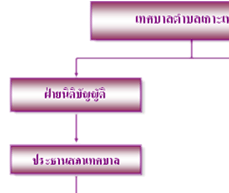 เทศบาลตำบลเกาะเ
ฝ่ายนิติบัญญัติ
ประธานสภาเทศบาล